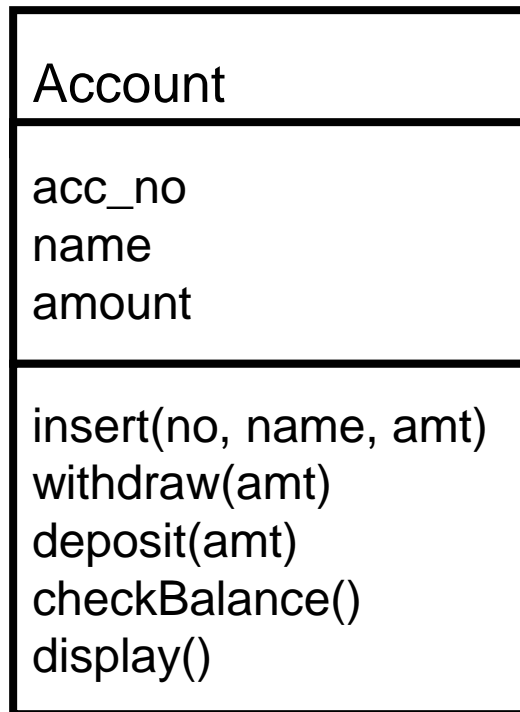 Account
acc_no
name
amount
insert(no, name, amt)
withdraw(amt)
deposit(amt)
checkBalance()
display()